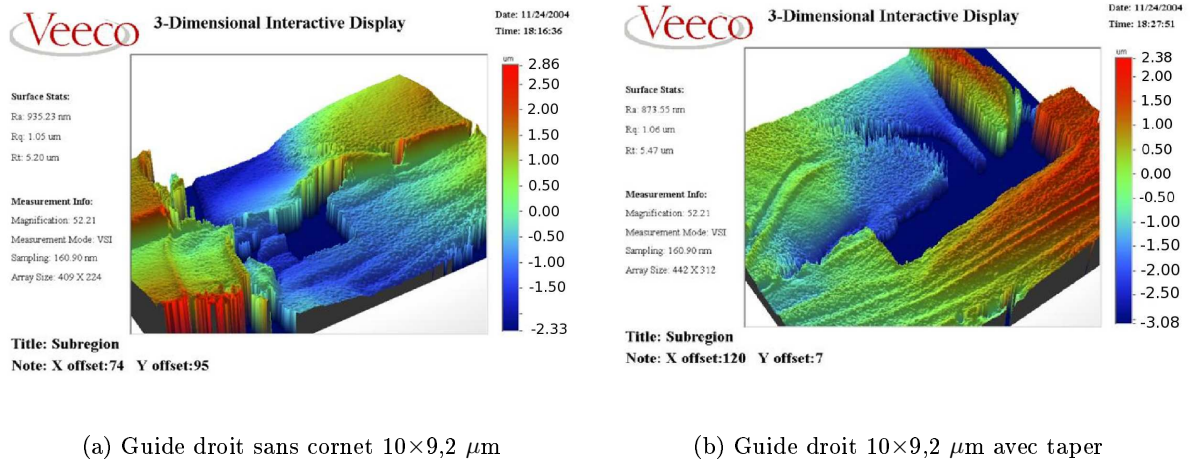 Veeco
3-Dimensional Interactive Display
Date: 11/24/2004
Time: 18:16:36
um
2.86
2.00
1.50
1.00
0.50
0.00
-0.50
-1.00
-1.50
-2.33
Surface Stats:
Ra: 935.23 nm
Rq: 1.05 um
Rt: 5.20 um
Measurement Info:
Magnification: 52.21
Measurement Mode: VSI
Sampling: 160.90 nm
Array Size: 409 X 224
Title: Subregion
Note: X offset:74 Y offset:95
(a) Guide droit sans cornet 10×9,2 μm
Veeco
3-Dimensional Interactive Display
Date: 11/24/2004
Time: 18:27:51
um
2.38
1.00
0.50
0.00
-0.50
-1.00
-1.50
-2.00
-2.50
-3.08
Surface Stats:
Ra: 873.55 nm
Rq: 1.06 um
Rt: 5.47 um
Measurement Info:
Magnification: 52.21
Measurement Mode: VSI
Sampling: 160.90 nm
Array Size: 442 X 312
Title: Subregion
Note: X offset:120 Y offset:7
(b) Guide droit 10×9,2 μm avec taper